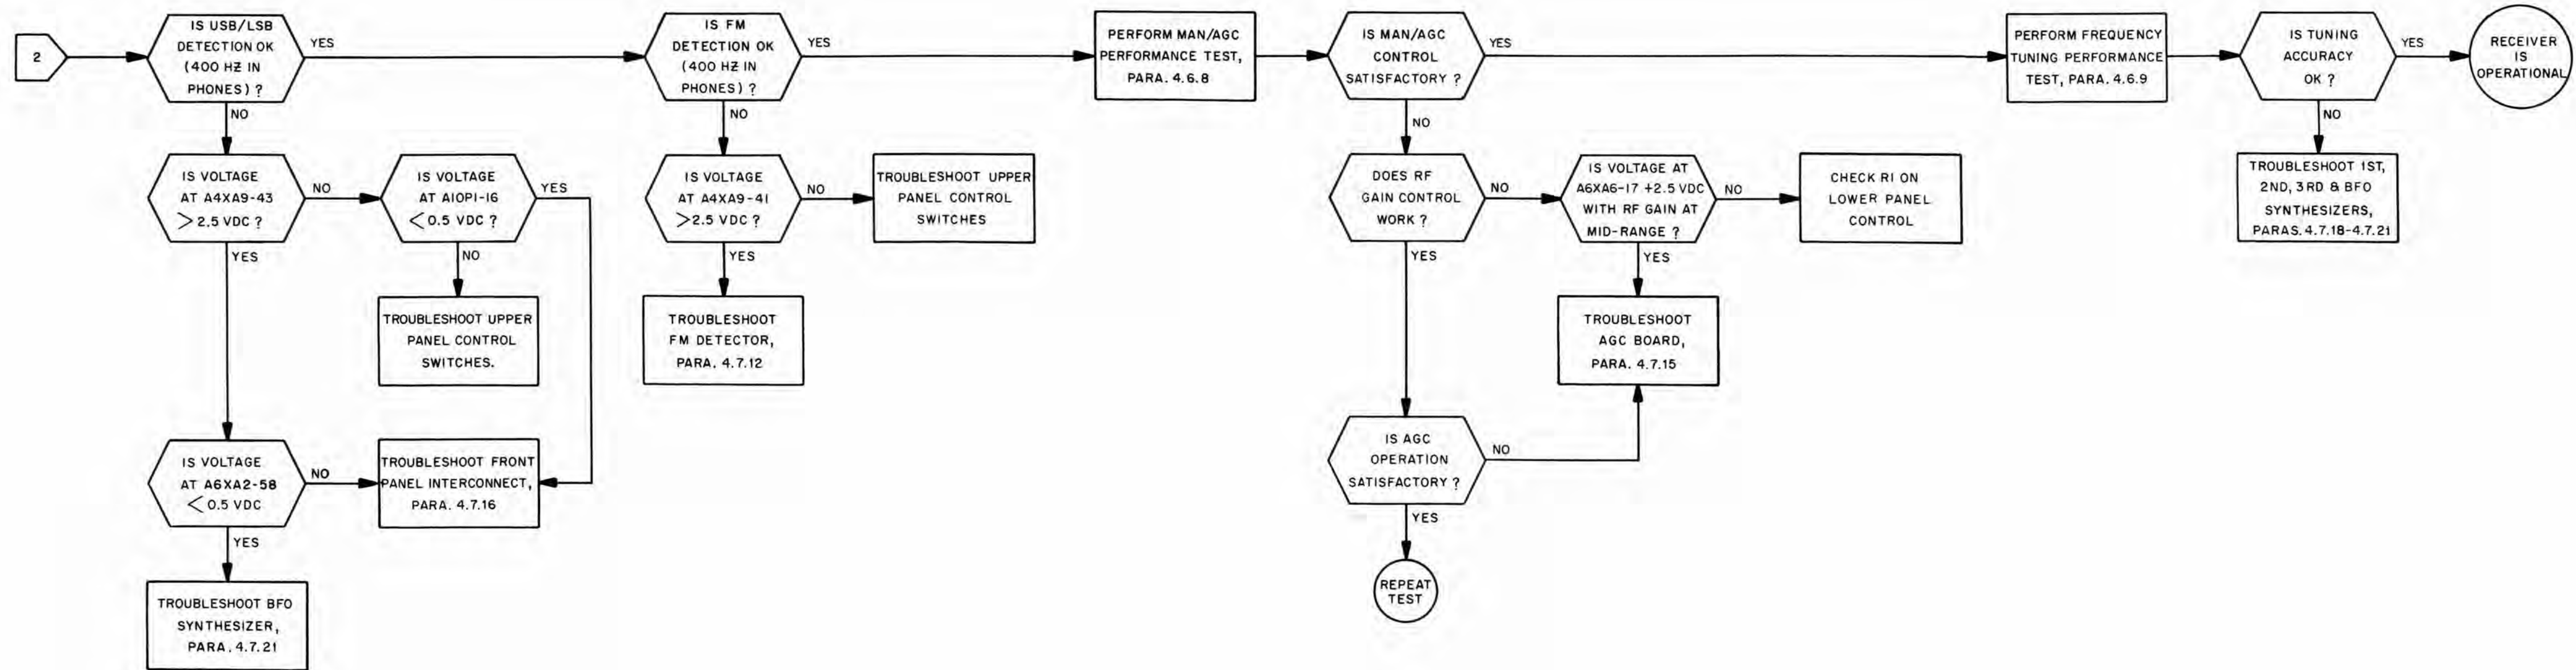 2
IS USB/LSB
DETECTION OK
(400 HZ IN
PHONES) ?
YES
NO
IS FM
DETECTION OK
(400 HZ IN
PHONES) ?
YES
NO
PERFORM MAN/AGC
PERFORMANCE TEST,
PARA. 4.6.8
IS MAN/AGC
CONTROL
SATISFACTORY ?
YES
NO
PERFORM FREQUENCY
TUNING PERFORMANCE
TEST, PARA. 4.6.9
IS TUNING
ACCURACY
OK ?
YES
NO
RECEIVER
IS
OPERATIONAL
IS VOLTAGE
AT A4XA9-43
>2.5 VDC ?
NO
YES
IS VOLTAGE
AT A10P1-16
<0.5 VDC ?
YES
NO
IS VOLTAGE
AT A4XA9-41
>2.5 VDC ?
NO
YES
TROUBLESHOOT UPPER
PANEL CONTROL
SWITCHES
DOES RF
GAIN CONTROL
WORK ?
NO
YES
IS VOLTAGE AT
A6XA6-17 +2.5 VDC
WITH RF GAIN AT
MID-RANGE ?
NO
YES
CHECK R1 ON
LOWER PANEL
CONTROL
TROUBLESHOOT 1ST,
2ND, 3RD & BFO
SYNTHESIZERS,
PARAS. 4.7.18-4.7.21
TROUBLESHOOT UPPER
PANEL CONTROL
SWITCHES.
TROUBLESHOOT
FM DETECTOR,
PARA. 4.7.12
TROUBLESHOOT
AGC BOARD,
PARA. 4.7.15
IS VOLTAGE
AT A6XA2-58
<0.5 VDC
NO
YES
TROUBLESHOOT FRONT
PANEL INTERCONNECT,
PARA. 4.7.16
IS AGC
OPERATION
SATISFACTORY ?
NO
YES
TROUBLESHOOT BFO
SYNTHESIZER,
PARA. 4.7.21
REPEAT
TEST